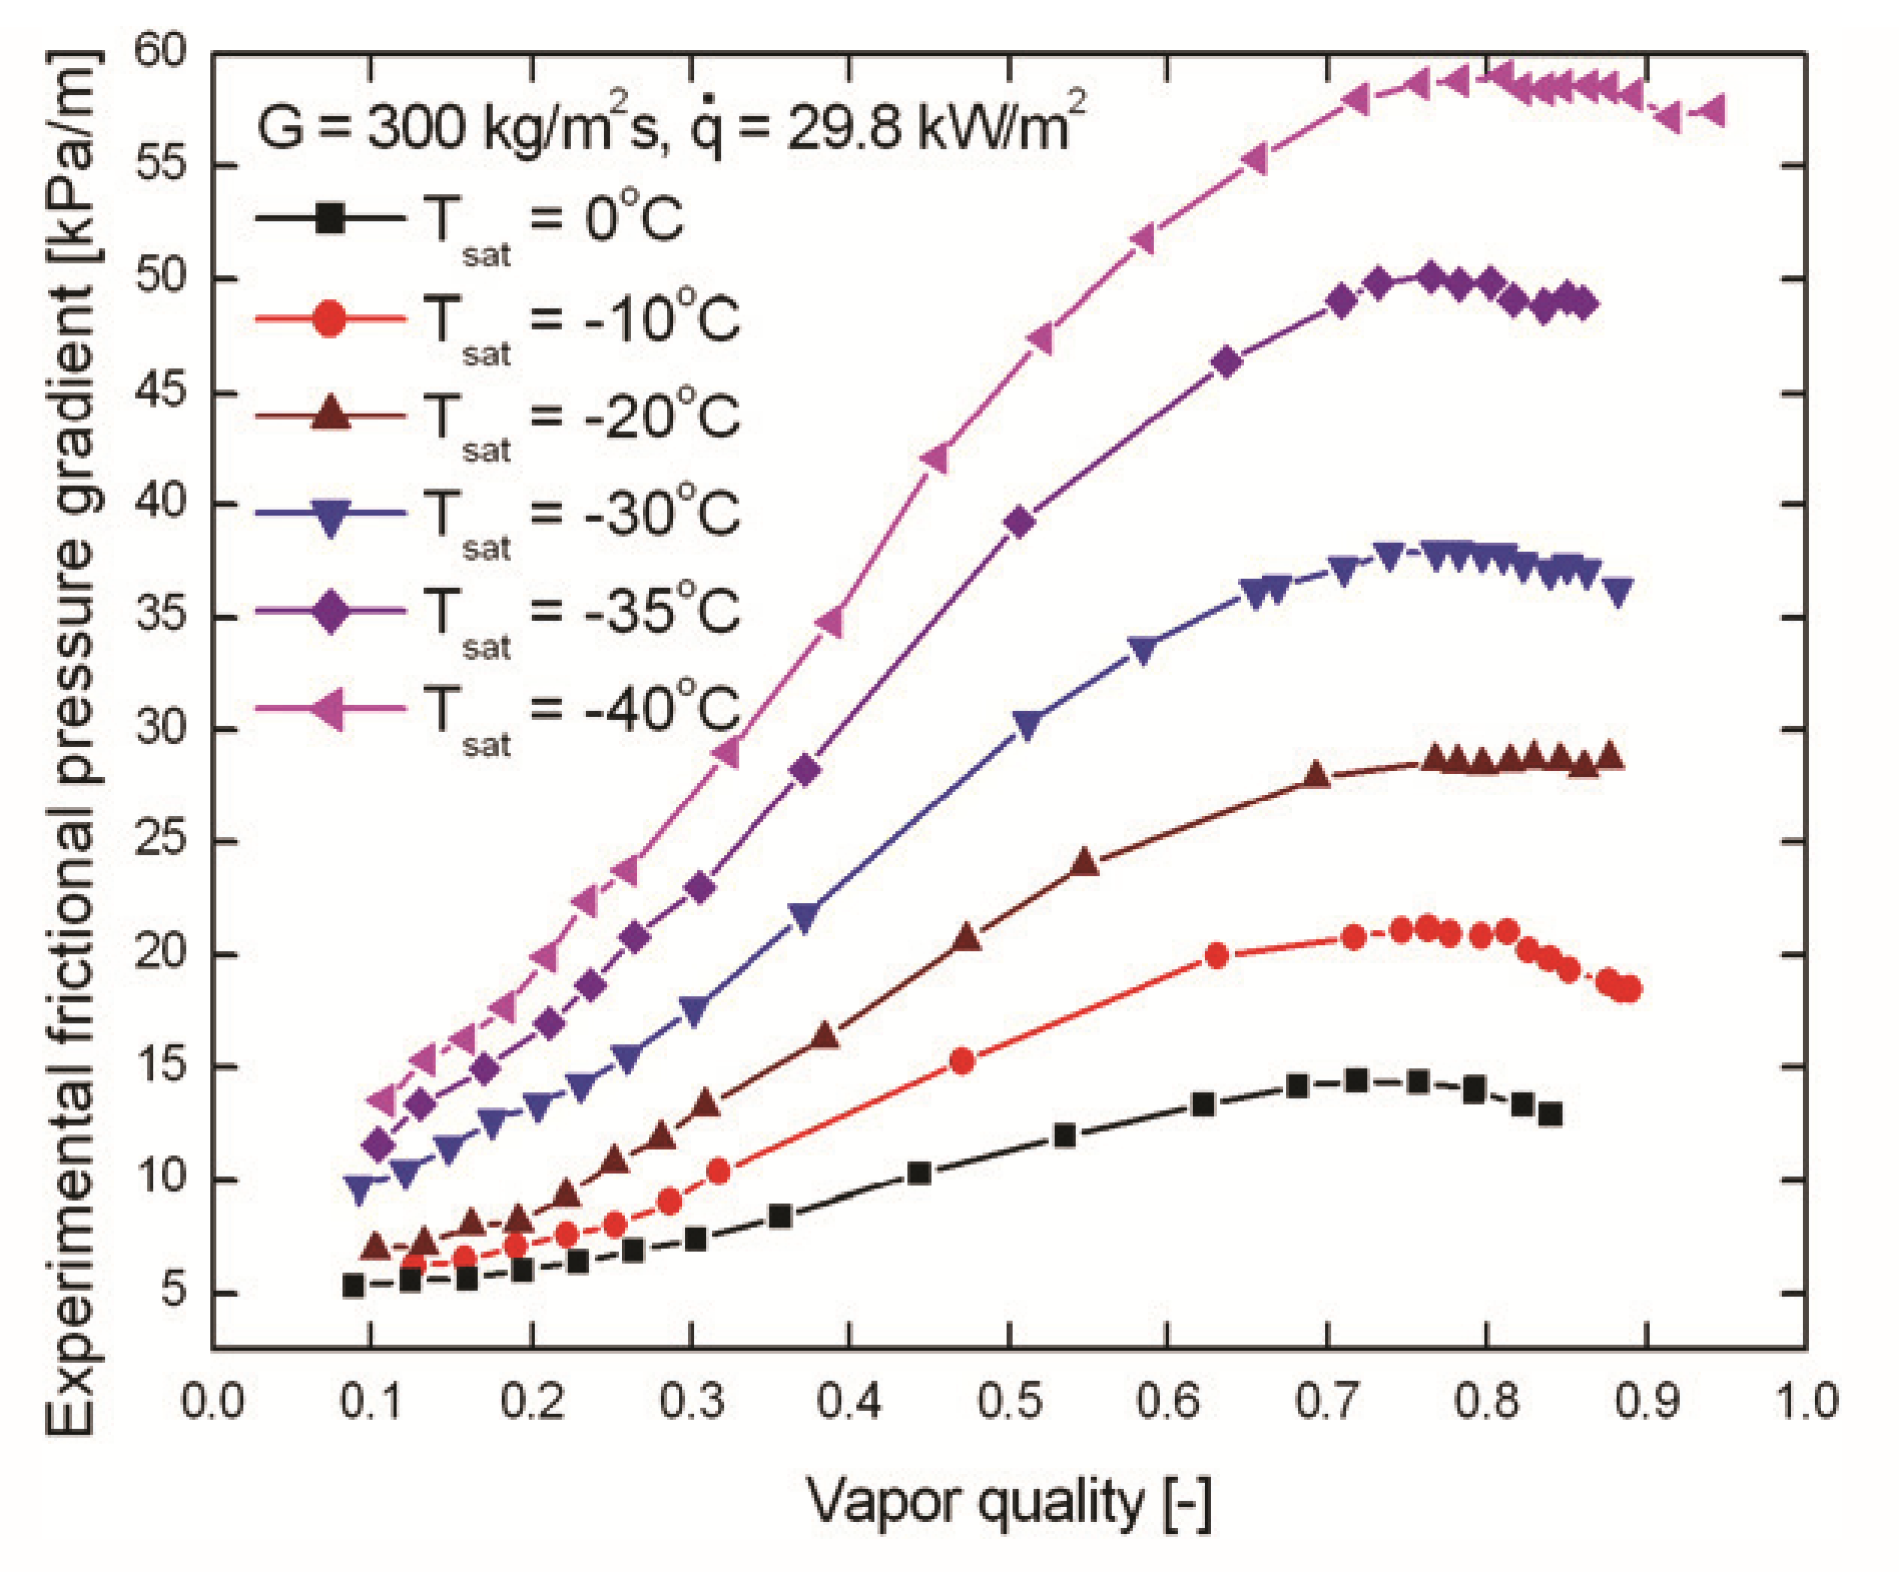 Experimental frictional pressure gradient [kPa/m]
60
55
50
45
40
35
30
25
20
15
10
5
G = 300 kg/m²s, q̇ = 29.8 kW/m²
T_sat = 0°C
T_sat = -10°C
T_sat = -20°C
T_sat = -30°C
T_sat = -35°C
T_sat = -40°C
0.0 0.1 0.2 0.3 0.4 0.5 0.6 0.7 0.8 0.9 1.0
Vapor quality [-]